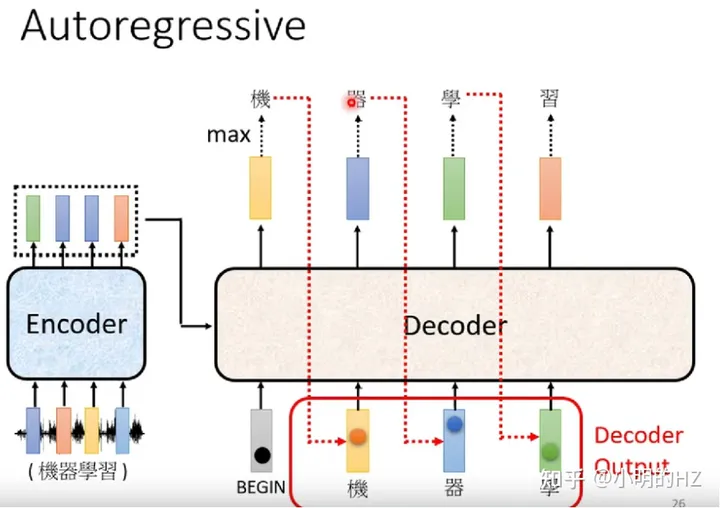 Autoregressive
機 器 學 習
max
Encoder
Decoder
(機器學習)
BEGIN
機 器 學
Decoder
Output
知乎 @小明的HZ
26